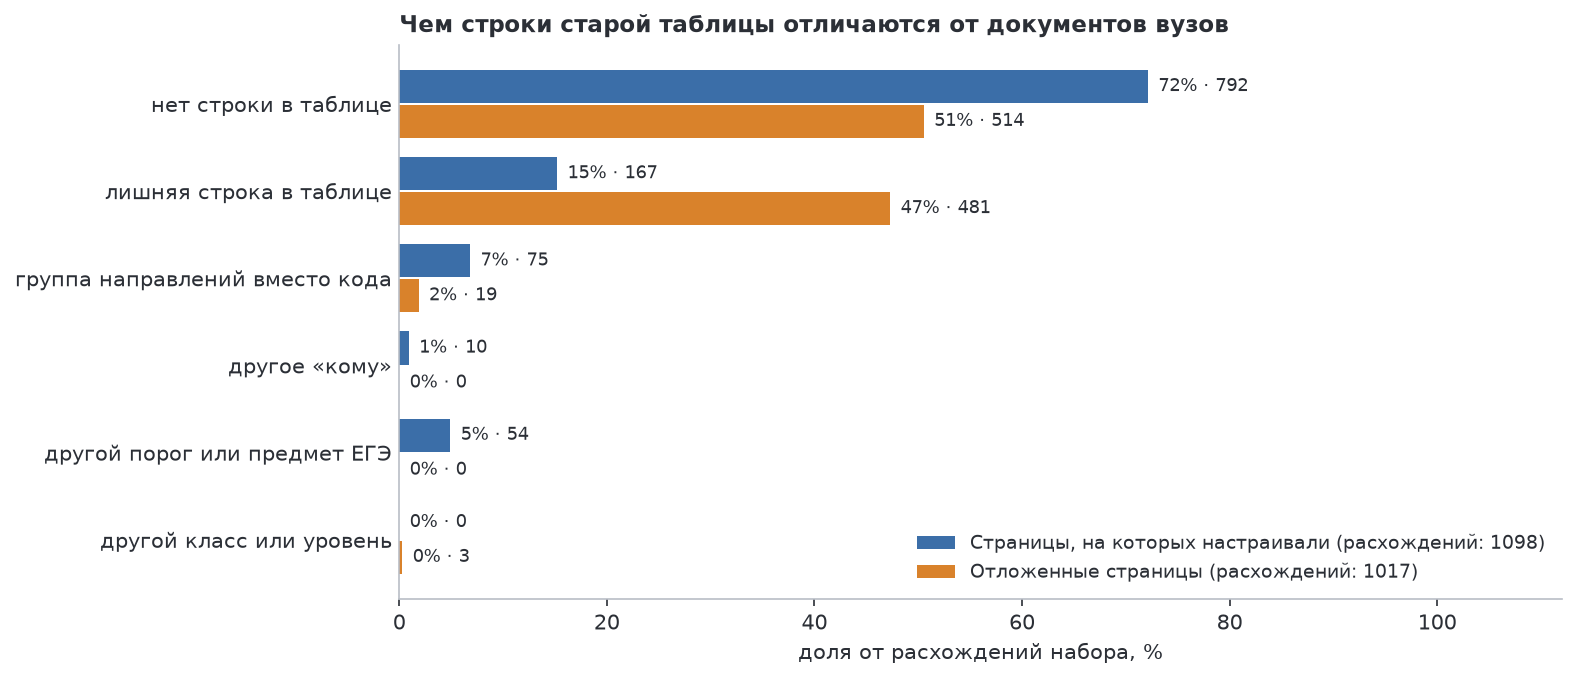 Чем строки старой таблицы отличаются от документов вузов
нет строки в таблице
72% · 792
51% · 514
лишняя строка в таблице
15% · 167
47% · 481
группа направлений вместо кода
7% · 75
2% · 19
другое «кому»
1% · 10
0% · 0
другой порог или предмет ЕГЭ
5% · 54
0% · 0
другой класс или уровень
0% · 0
0% · 3
Страницы, на которых настраивали (расхождений: 1098)
Отложенные страницы (расхождений: 1017)
0 20 40 60 80 100
доля от расхождений набора, %